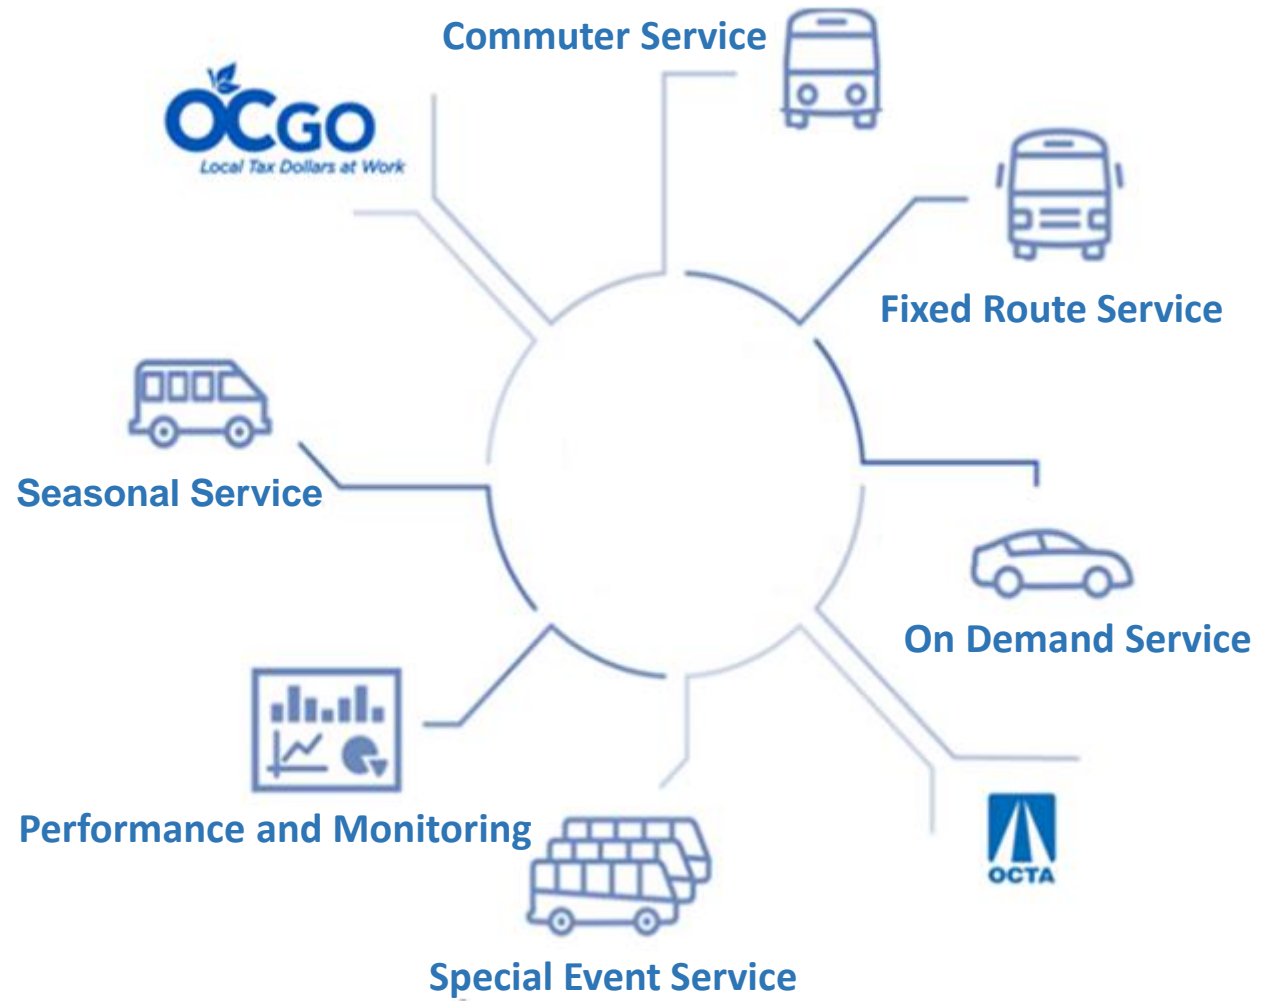 Commuter Service
OCGO
Local Tax Dollars at Work
Fixed Route Service
Seasonal Service
On Demand Service
Performance and Monitoring
OCTA
Special Event Service